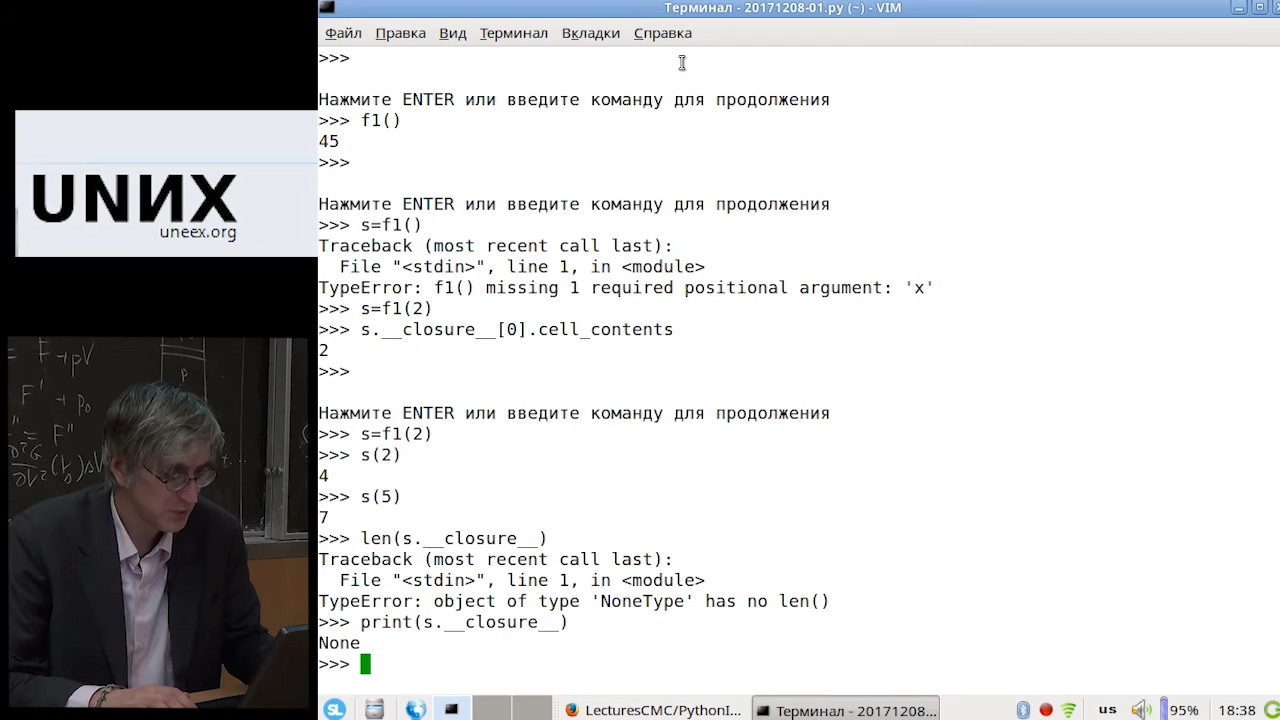 Терминал - 20171208-01.py (~) - VIM
Файл Правка Вид Терминал Вкладки Справка
>>>
Нажмите ENTER или введите команду для продолжения
>>> f1()
45
>>>
Нажмите ENTER или введите команду для продолжения
>>> s=f1()
Traceback (most recent call last):
File "<stdin>", line 1, in <module>
TypeError: f1() missing 1 required positional argument: 'x'
>>> s=f1(2)
>>> s.__closure__[0].cell_contents
2
>>>
Нажмите ENTER или введите команду для продолжения
>>> s=f1(2)
>>> s(2)
4
>>> s(5)
7
>>> len(s.__closure__)
Traceback (most recent call last):
File "<stdin>", line 1, in <module>
TypeError: object of type 'NoneType' has no len()
>>> print(s.__closure__)
None
>>>
UNИX
uneex.org
SL
LecturesCMC/PythonI...
Терминал - 20171208...
us
95%
18:38